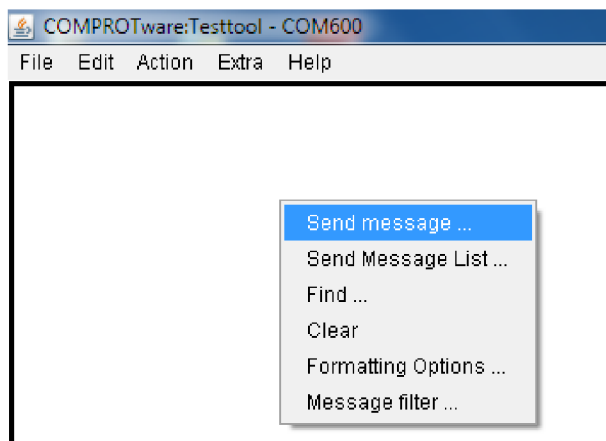 COMPROTware:Testtool - COM600
File Edit Action Extra Help
Send message ...
Send Message List ...
Find ...
Clear
Formatting Options ...
Message filter ...